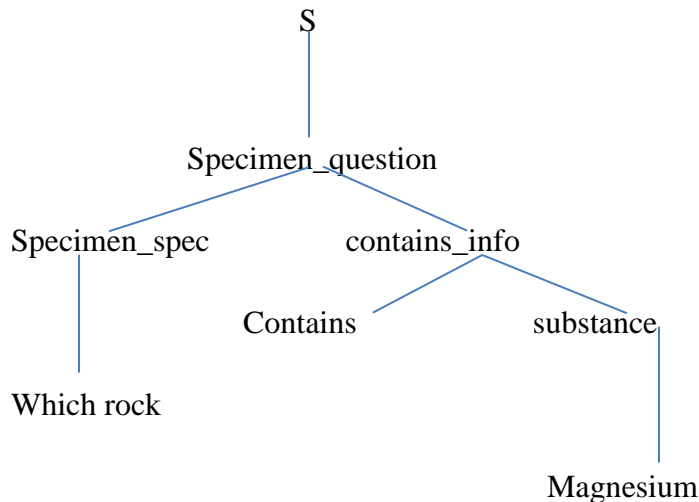 S
Specimen_question
Specimen_spec contains_info
Contains substance
Which rock
Magnesium